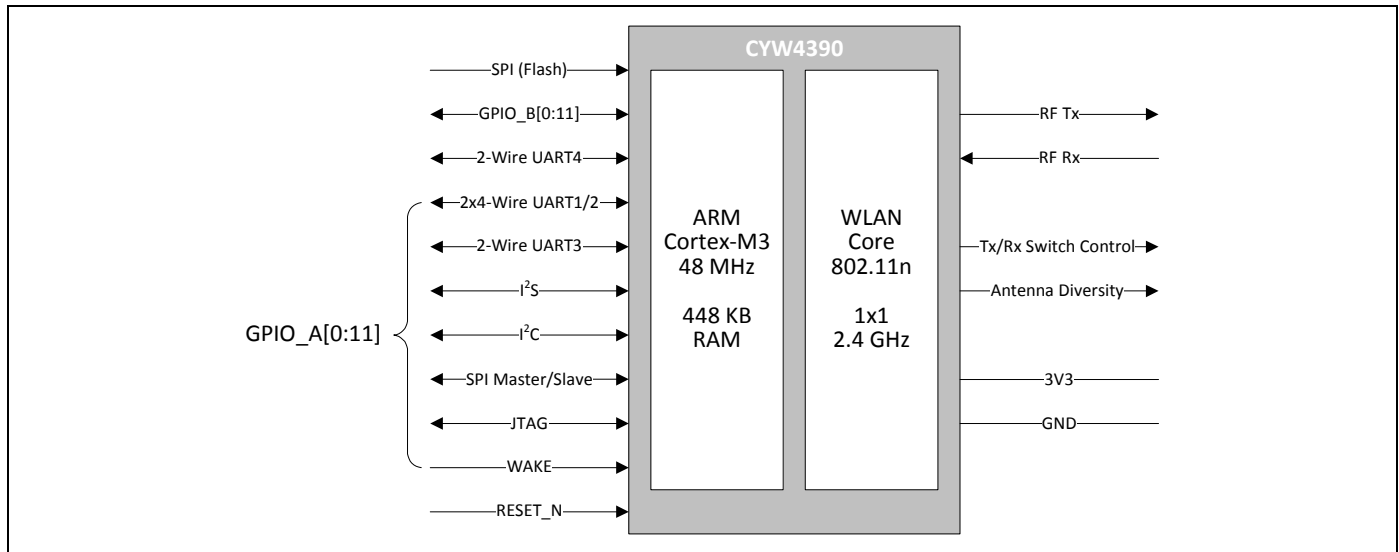 CYW4390
SPI (Flash)
GPIO_B[0:11]
2-Wire UART4
2x4-Wire UART1/2
2-Wire UART3
I²S
I²C
SPI Master/Slave
JTAG
WAKE
RESET_N
GPIO_A[0:11]
ARM
Cortex-M3
48 MHz
448 KB
RAM
WLAN
Core
802.11n
1x1
2.4 GHz
RF Tx
RF Rx
Tx/Rx Switch Control
Antenna Diversity
3V3
GND